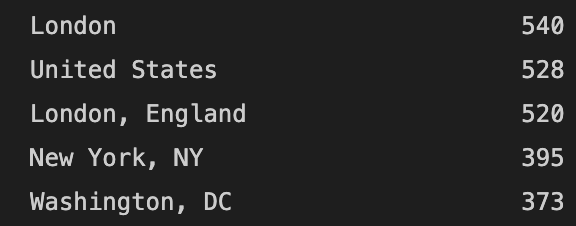 London 540
United States 528
London, England 520
New York, NY 395
Washington, DC 373